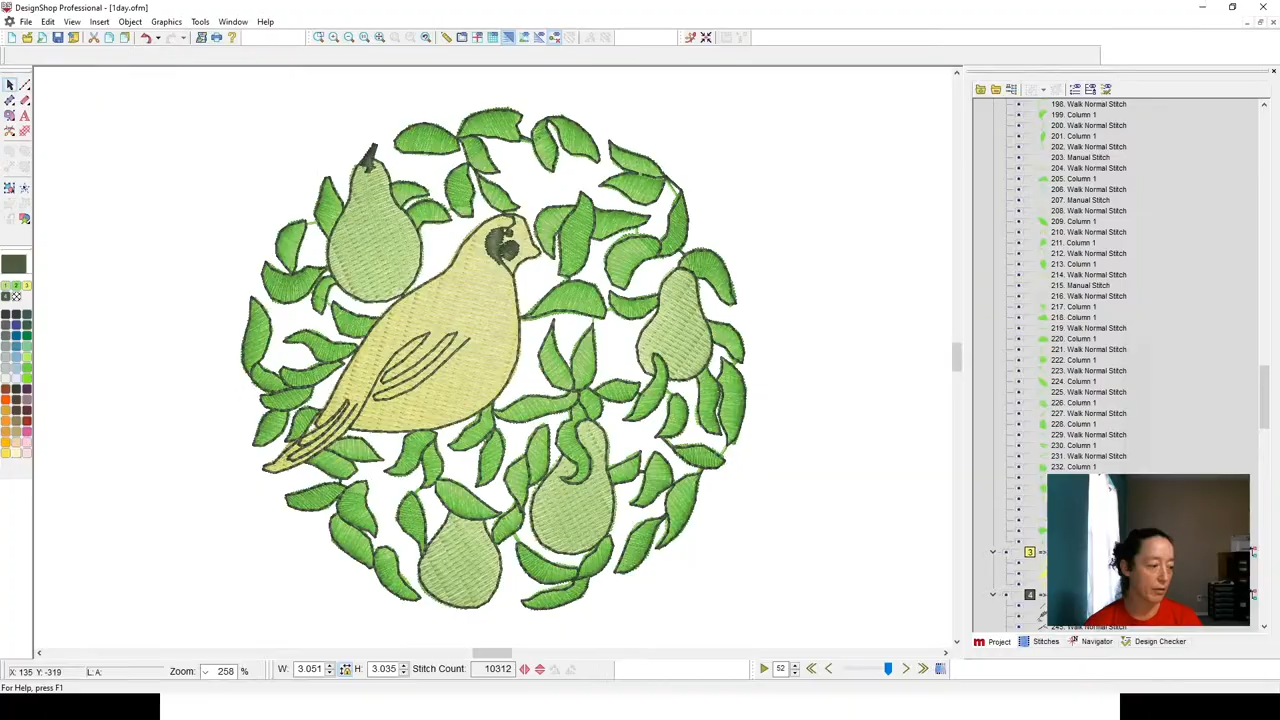 DesignShop Professional - [1day.ofm]
File Edit View Insert Object Graphics Tools Window Help
198. Walk Normal Stitch
199. Column 1
200. Walk Normal Stitch
201. Column 1
202. Walk Normal Stitch
203. Manual Stitch
204. Walk Normal Stitch
205. Column 1
206. Walk Normal Stitch
207. Manual Stitch
208. Walk Normal Stitch
209. Column 1
210. Walk Normal Stitch
211. Column 1
212. Walk Normal Stitch
213. Column 1
214. Walk Normal Stitch
215. Manual Stitch
216. Walk Normal Stitch
217. Column 1
218. Column 1
219. Walk Normal Stitch
220. Column 1
221. Walk Normal Stitch
222. Column 1
223. Walk Normal Stitch
224. Column 1
225. Walk Normal Stitch
226. Column 1
227. Walk Normal Stitch
228. Column 1
229. Walk Normal Stitch
230. Column 1
231. Walk Normal Stitch
232. Column 1
3
4
245. Walk Normal Stitch
Project Stitches Navigator Design Checker
X: 135 Y: -319 L: A: Zoom: 258 % W: 3.051 H: 3.035 Stitch Count: 10312 52
For Help, press F1